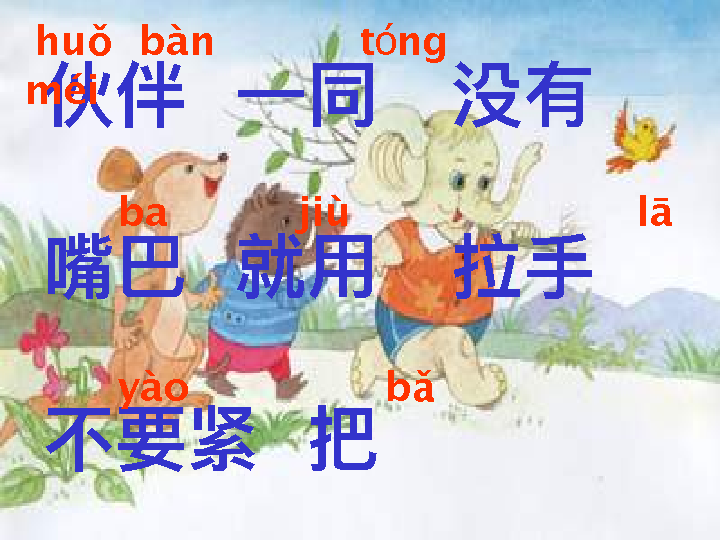 huǒ bàn tóng
méi
伙伴 一同 没有
ba jiù lā
嘴巴 就用 拉手
yào bǎ
不要紧 把